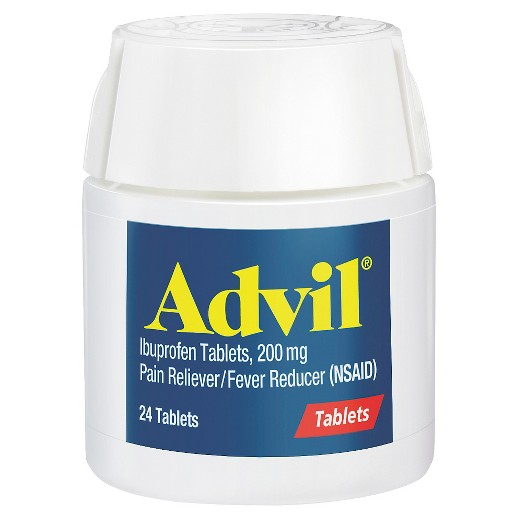 Advil®
Ibuprofen Tablets, 200 mg
Pain Reliever/Fever Reducer (NSAID)
24 Tablets
Tablets